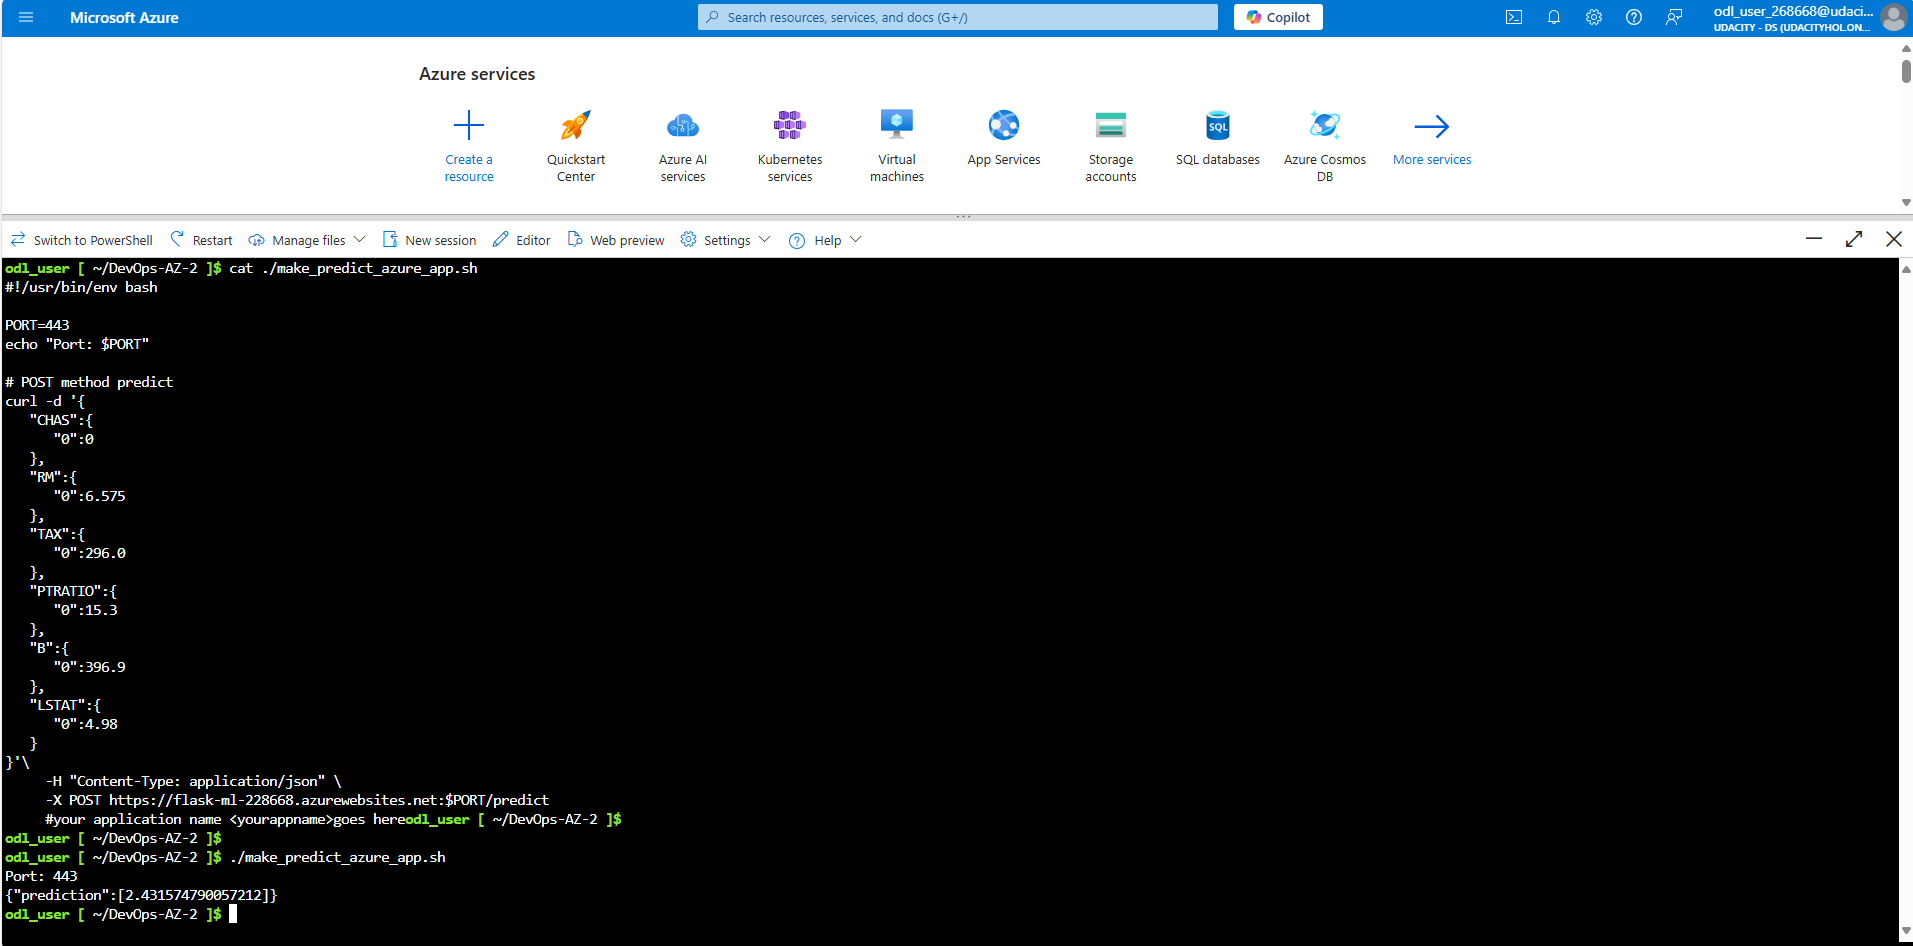 Microsoft Azure
Search resources, services, and docs (G+/)
Copilot
odl_user_268668@udaci...
UDACITY - DS (UDACITYHOL.ON...
Azure services
Create a resource
Quickstart Center
Azure AI services
Kubernetes services
Virtual machines
App Services
Storage accounts
SQL
SQL databases
Azure Cosmos DB
More services
Switch to PowerShell
Restart
Manage files
New session
Editor
Web preview
Settings
Help
odl_user [ ~/DevOps-AZ-2 ]$ cat ./make_predict_azure_app.sh
#!/usr/bin/env bash
PORT=443
echo "Port: $PORT"
# POST method predict
curl -d '{
   "CHAS":{
      "0":0
   },
   "RM":{
      "0":6.575
   },
   "TAX":{
      "0":296.0
   },
   "PTRATIO":{
      "0":15.3
   },
   "B":{
      "0":396.9
   },
   "LSTAT":{
      "0":4.98
   }
}'\
     -H "Content-Type: application/json" \
     -X POST https://flask-ml-228668.azurewebsites.net:$PORT/predict
     #your application name <yourappname>goes hereodl_user [ ~/DevOps-AZ-2 ]$
odl_user [ ~/DevOps-AZ-2 ]$
odl_user [ ~/DevOps-AZ-2 ]$ ./make_predict_azure_app.sh
Port: 443
{"prediction":[2.431574790057212]}
odl_user [ ~/DevOps-AZ-2 ]$